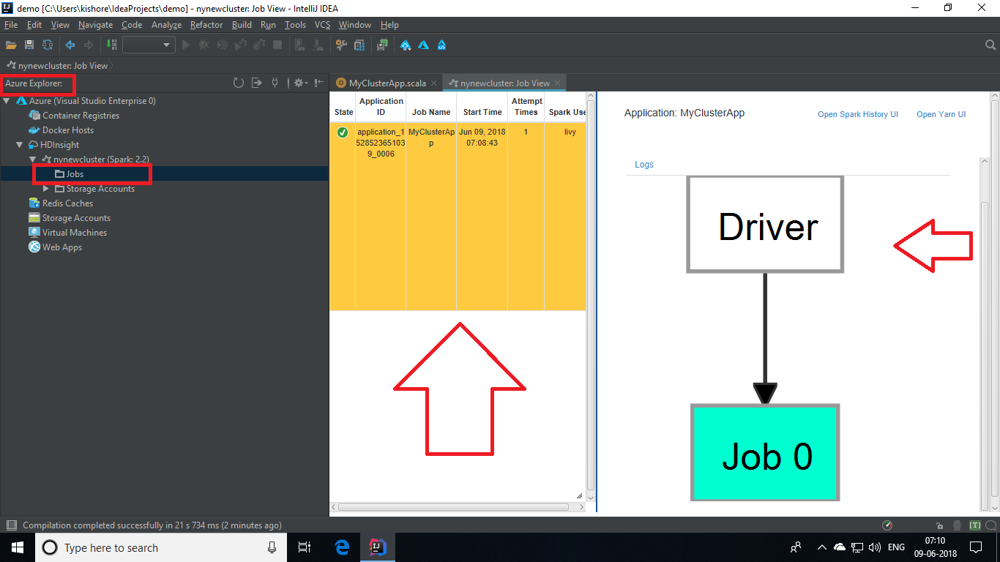 demo [C:\Users\kishore\IdeaProjects\demo] - nynewcluster: Job View - IntelliJ IDEA
File Edit View Navigate Code Analyze Refactor Build Run Tools VCS Window Help
nynewcluster: Job View
Azure Explorer:
Azure (Visual Studio Enterprise 0)
Container Registries
Docker Hosts
HDInsight
nynewcluster (Spark: 2.2)
Jobs
Storage Accounts
Redis Caches
Storage Accounts
Virtual Machines
Web Apps
MyClusterApp.scala nynewcluster: Job View
State Application ID Job Name Start Time Attempt Times Spark Use
application_1 MyClusterAp Jun 09, 2018 1 livy
52852365103 p 07:08:43
9_0006
Application: MyClusterApp Open Spark History UI Open Yarn UI
Logs
Driver
Job 0
Compilation completed successfully in 21 s 734 ms (2 minutes ago)
[T]
Type here to search
ENG
07:10
09-06-2018